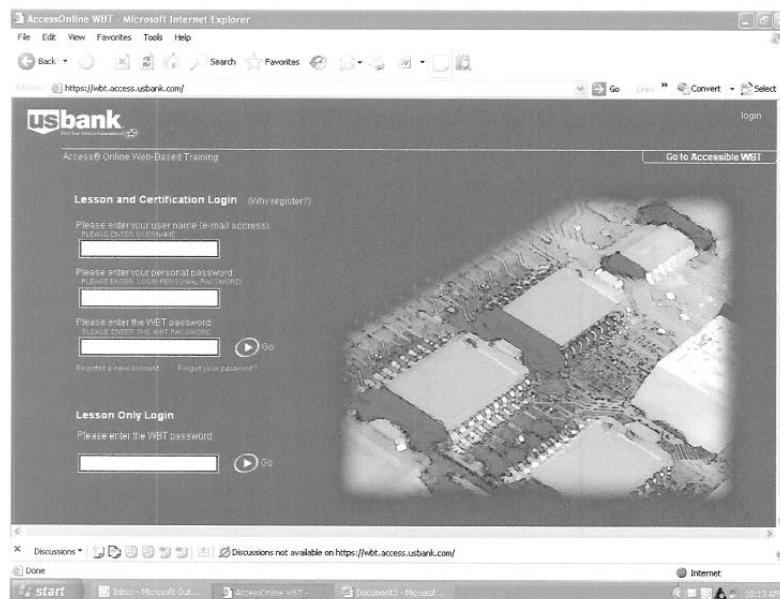 AccessOnline WBT - Microsoft Internet Explorer
File Edit View Favorites Tools Help
Back Search Favorites
Address https://wbt.access.usbank.com/ Go Links Convert Select
usbank login
Access® Online Web-Based Training Go to Accessible WBT
Lesson and Certification Login (Why register?)
Please enter your user name (e-mail address):
PLEASE ENTER USERNAME
Please enter your personal password:
PLEASE ENTER YOUR PERSONAL PASSWORD
Please enter the WBT password:
PLEASE ENTER THE WBT PASSWORD
Go
Register a new account Forgot your password?
Lesson Only Login
Please enter the WBT password:
Go
Discussions Discussions not available on https://wbt.access.usbank.com/
Done Internet
start Inbox - Microsoft Out... AccessOnline WBT - ... Document3 - Microsof... 10:13 AM